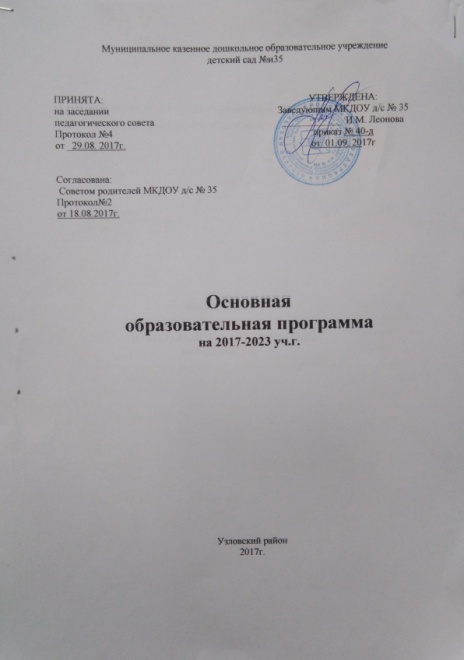 Муниципальное казенное дошкольное образовательное учреждение
детский сад №и35
ПРИНЯТА:
на заседании
педагогического совета
Протокол №4
от 29.08. 2017г.
УТВЕРЖДЕНА:
Заведующим МКДОУ д/с № 35
И.М. Леонова
приказ № 40-д
от 01.09. 2017г
Согласована:
Советом родителей МКДОУ д/с № 35
Протокол№2
от 18.08.2017г.
Основная
образовательная программа
на 2017-2023 уч.г.
Узловский район
2017г.